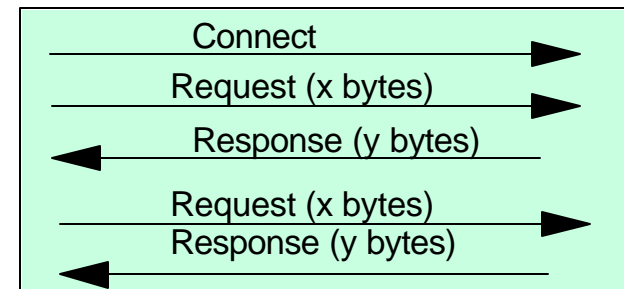 Connect
Request (x bytes)
Response (y bytes)
Request (x bytes)
Response (y bytes)